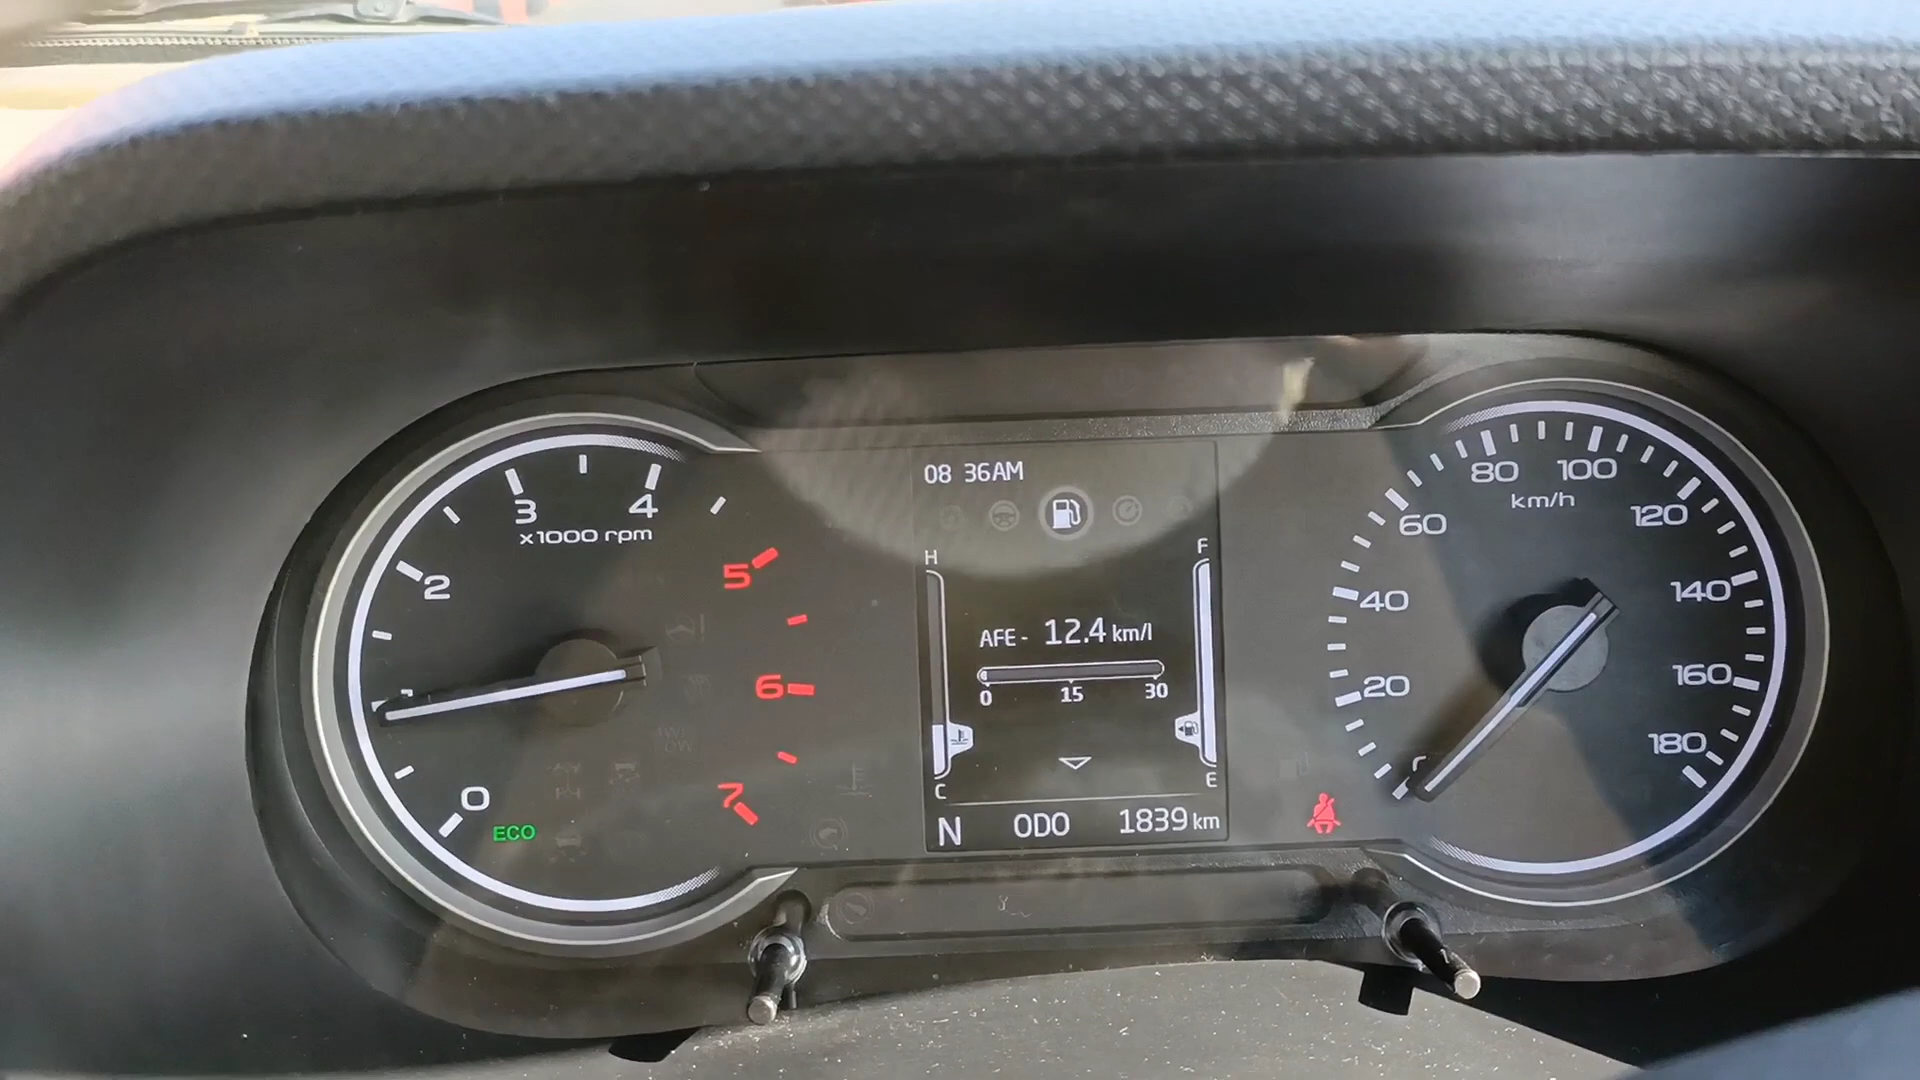 08 36AM
3 4
x1000 rpm
2
1
0
ECO
5
6
7
H F
AFE - 12.4 km/l
0 15 30
C E
N ODO 1839 km
80 100
km/h
60 120
40 140
20 160
180